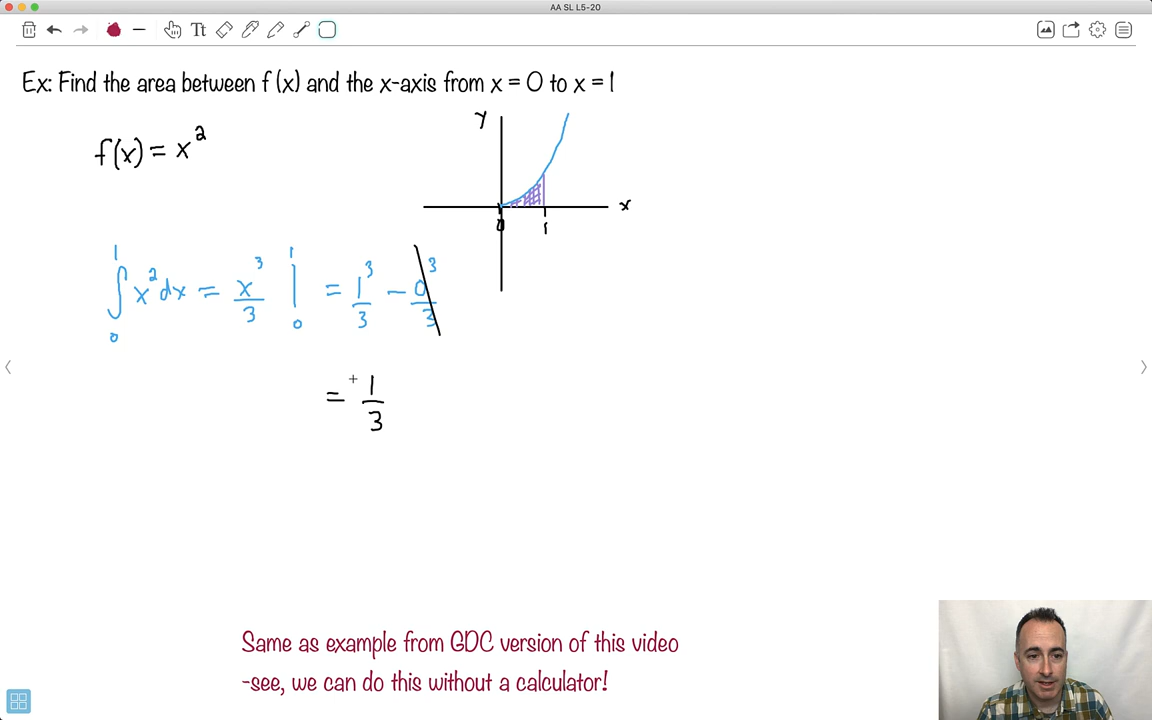 AA SL L5-20
Tt
Ex: Find the area between f (x) and the x-axis from x = 0 to x = 1
f(x) = x²
y
x
0 1
∫₀¹ x² dx = x³/3 |₀¹ = 1³/3 − 0³/3
= 1/3
Same as example from GDC version of this video
-see, we can do this without a calculator!